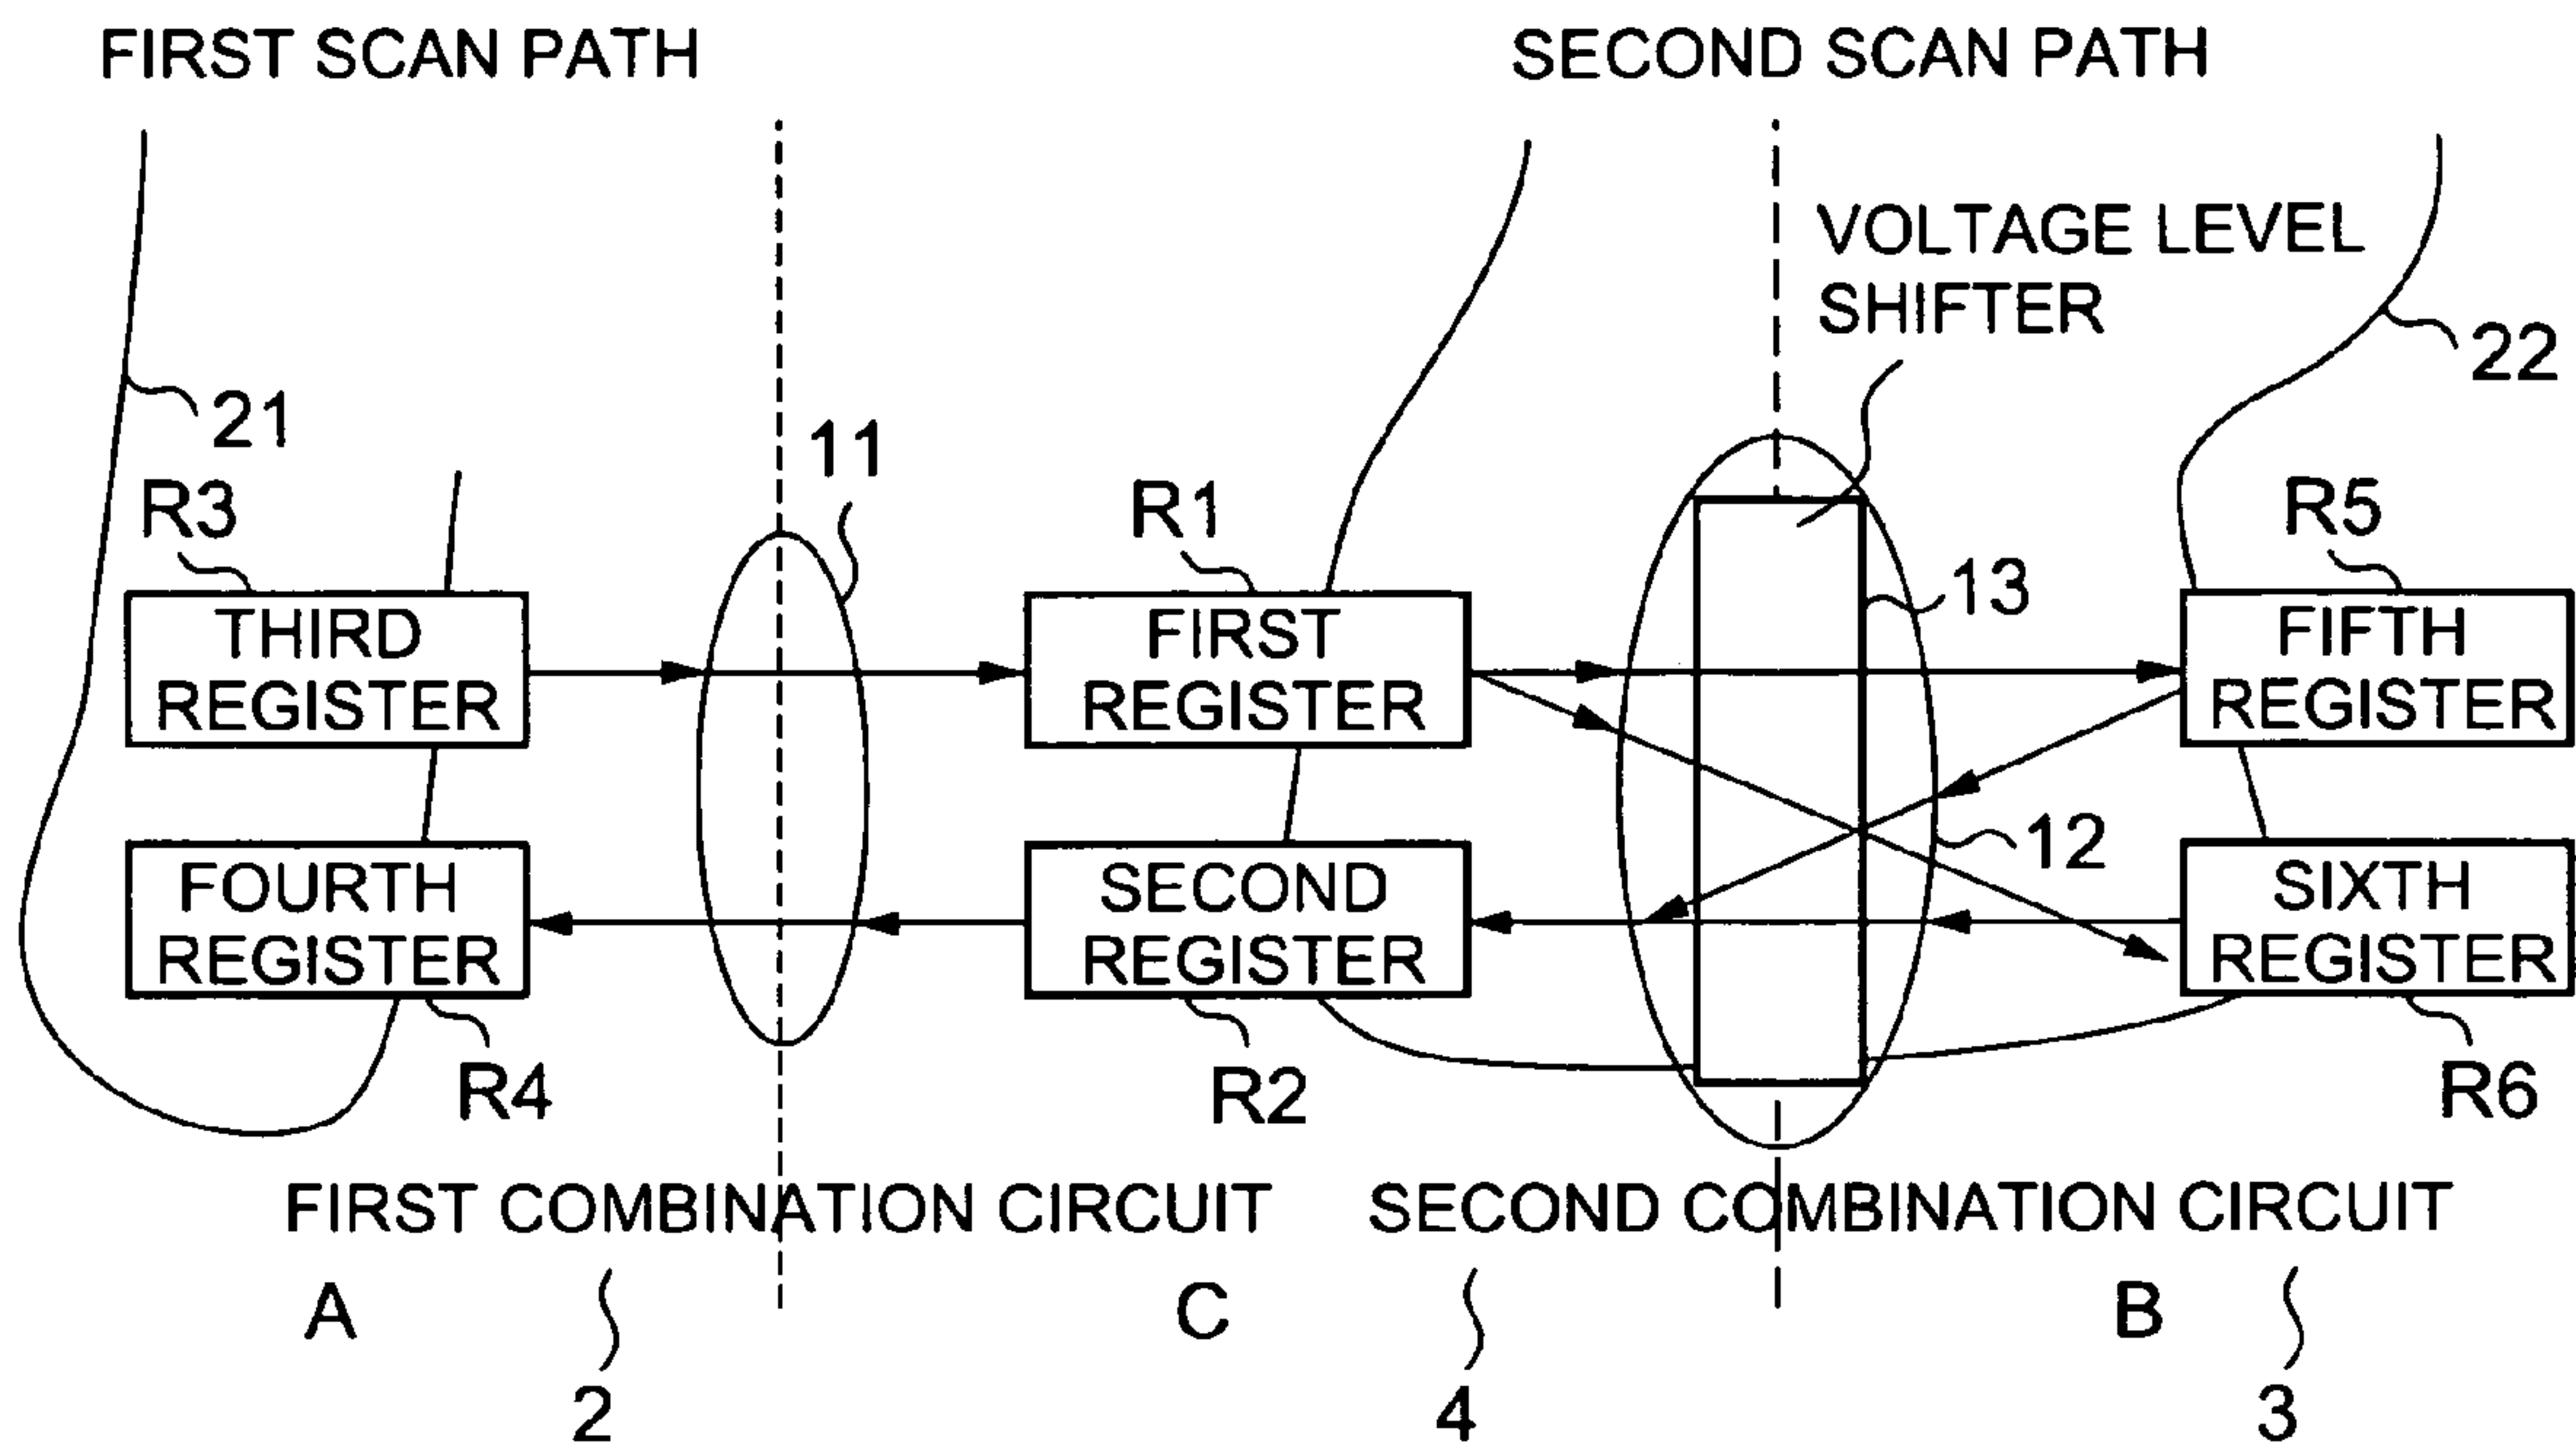 FIRST SCAN PATH
SECOND SCAN PATH
VOLTAGE LEVEL
SHIFTER
22
21
11
R3
R1
R5
13
THIRD
REGISTER
FIRST
REGISTER
FIFTH
REGISTER
12
FOURTH
REGISTER
SECOND
REGISTER
SIXTH
REGISTER
R4
R2
R6
FIRST COMBINATION CIRCUIT
SECOND COMBINATION CIRCUIT
A
C
B
2
4
3